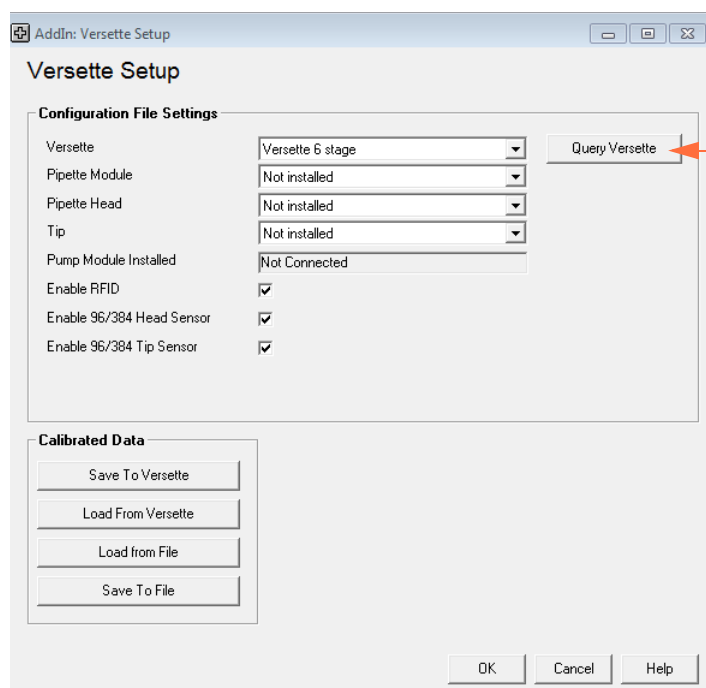 AddIn: Versette Setup
Versette Setup
Configuration File Settings
Versette Versette 6 stage Query Versette
Pipette Module Not installed
Pipette Head Not installed
Tip Not installed
Pump Module Installed Not Connected
Enable RFID
Enable 96/384 Head Sensor
Enable 96/384 Tip Sensor
Calibrated Data
Save To Versette
Load From Versette
Load from File
Save To File
OK Cancel Help